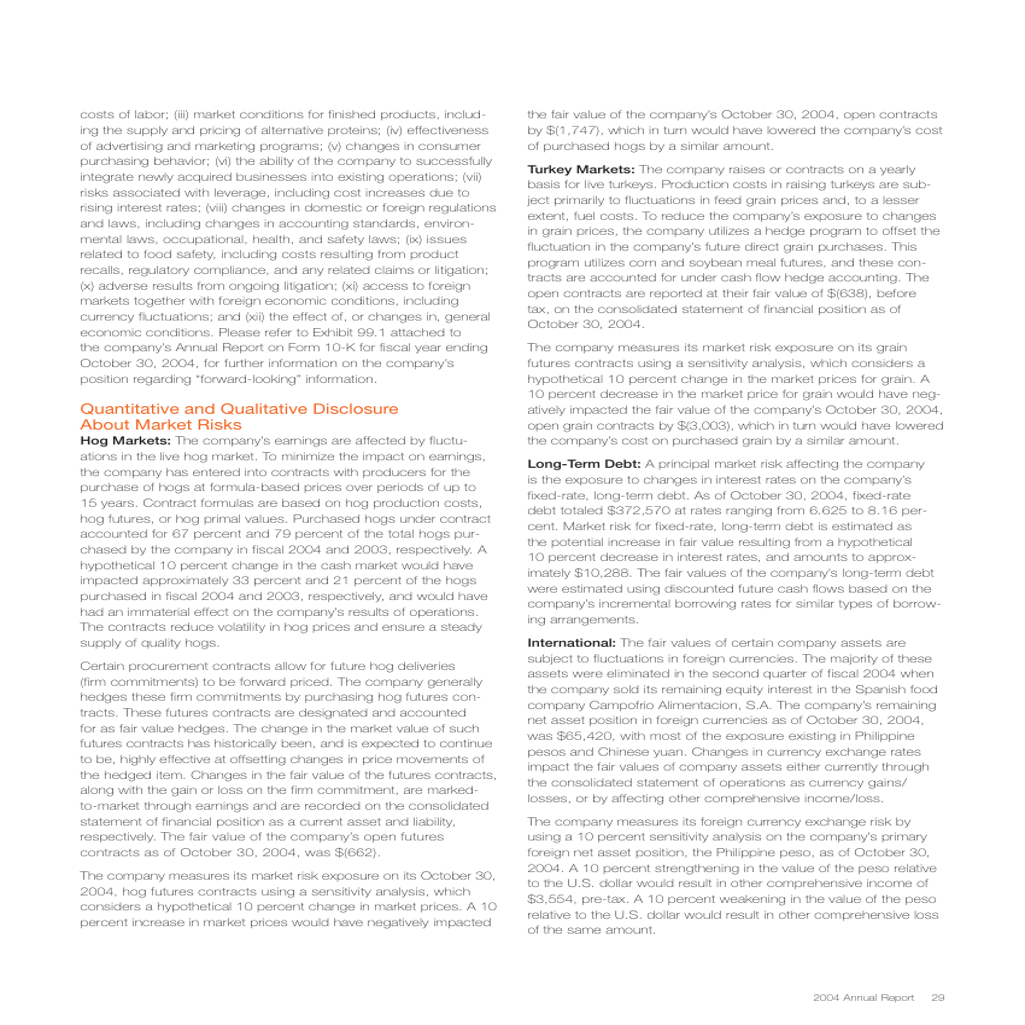 costs of labor; (iii) market conditions for finished products, includ-
ing the supply and pricing of alternative proteins; (iv) effectiveness
of advertising and marketing programs; (v) changes in consumer
purchasing behavior; (vi) the ability of the company to successfully
integrate newly acquired businesses into existing operations; (vii)
risks associated with leverage, including cost increases due to
rising interest rates; (viii) changes in domestic or foreign regulations
and laws, including changes in accounting standards, environ-
mental laws, occupational, health, and safety laws; (ix) issues
related to food safety, including costs resulting from product
recalls, regulatory compliance, and any related claims or litigation;
(x) adverse results from ongoing litigation; (xi) access to foreign
markets together with foreign economic conditions, including
currency fluctuations; and (xii) the effect of, or changes in, general
economic conditions. Please refer to Exhibit 99.1 attached to
the company's Annual Report on Form 10-K for fiscal year ending
October 30, 2004, for further information on the company's
position regarding “forward-looking” information.
Quantitative and Qualitative Disclosure
About Market Risks
Hog Markets: The company's earnings are affected by fluctu-
ations in the live hog market. To minimize the impact on earnings,
the company has entered into contracts with producers for the
purchase of hogs at formula-based prices over periods of up to
15 years. Contract formulas are based on hog production costs,
hog futures, or hog primal values. Purchased hogs under contract
accounted for 67 percent and 79 percent of the total hogs pur-
chased by the company in fiscal 2004 and 2003, respectively. A
hypothetical 10 percent change in the cash market would have
impacted approximately 33 percent and 21 percent of the hogs
purchased in fiscal 2004 and 2003, respectively, and would have
had an immaterial effect on the company's results of operations.
The contracts reduce volatility in hog prices and ensure a steady
supply of quality hogs.
Certain procurement contracts allow for future hog deliveries
(firm commitments) to be forward priced. The company generally
hedges these firm commitments by purchasing hog futures con-
tracts. These futures contracts are designated and accounted
for as fair value hedges. The change in the market value of such
futures contracts has historically been, and is expected to continue
to be, highly effective at offsetting changes in price movements of
the hedged item. Changes in the fair value of the futures contracts,
along with the gain or loss on the firm commitment, are marked-
to-market through earnings and are recorded on the consolidated
statement of financial position as a current asset and liability,
respectively. The fair value of the company's open futures
contracts as of October 30, 2004, was $(662).
The company measures its market risk exposure on its October 30,
2004, hog futures contracts using a sensitivity analysis, which
considers a hypothetical 10 percent change in market prices. A 10
percent increase in market prices would have negatively impacted
the fair value of the company's October 30, 2004, open contracts
by $(1,747), which in turn would have lowered the company's cost
of purchased hogs by a similar amount.
Turkey Markets: The company raises or contracts on a yearly
basis for live turkeys. Production costs in raising turkeys are sub-
ject primarily to fluctuations in feed grain prices and, to a lesser
extent, fuel costs. To reduce the company's exposure to changes
in grain prices, the company utilizes a hedge program to offset the
fluctuation in the company's future direct grain purchases. This
program utilizes corn and soybean meal futures, and these con-
tracts are accounted for under cash flow hedge accounting. The
open contracts are reported at their fair value of $(638), before
tax, on the consolidated statement of financial position as of
October 30, 2004.
The company measures its market risk exposure on its grain
futures contracts using a sensitivity analysis, which considers a
hypothetical 10 percent change in the market prices for grain. A
10 percent decrease in the market price for grain would have neg-
atively impacted the fair value of the company's October 30, 2004,
open grain contracts by $(3,003), which in turn would have lowered
the company's cost on purchased grain by a similar amount.
Long-Term Debt: A principal market risk affecting the company
is the exposure to changes in interest rates on the company's
fixed-rate, long-term debt. As of October 30, 2004, fixed-rate
debt totaled $372,570 at rates ranging from 6.625 to 8.16 per-
cent. Market risk for fixed-rate, long-term debt is estimated as
the potential increase in fair value resulting from a hypothetical
10 percent decrease in interest rates, and amounts to approx-
imately $10,288. The fair values of the company's long-term debt
were estimated using discounted future cash flows based on the
company's incremental borrowing rates for similar types of borrow-
ing arrangements.
International: The fair values of certain company assets are
subject to fluctuations in foreign currencies. The majority of these
assets were eliminated in the second quarter of fiscal 2004 when
the company sold its remaining equity interest in the Spanish food
company Campofrio Alimentacion, S.A. The company's remaining
net asset position in foreign currencies as of October 30, 2004,
was $65,420, with most of the exposure existing in Philippine
pesos and Chinese yuan. Changes in currency exchange rates
impact the fair values of company assets either currently through
the consolidated statement of operations as currency gains/
losses, or by affecting other comprehensive income/loss.
The company measures its foreign currency exchange risk by
using a 10 percent sensitivity analysis on the company's primary
foreign net asset position, the Philippine peso, as of October 30,
2004. A 10 percent strengthening in the value of the peso relative
to the U.S. dollar would result in other comprehensive income of
$3,554, pre-tax. A 10 percent weakening in the value of the peso
relative to the U.S. dollar would result in other comprehensive loss
of the same amount.
2004 Annual Report 29